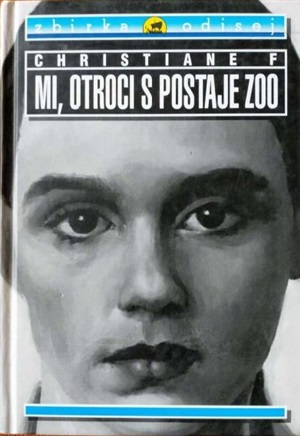 zbirka odisej
CHRISTIANE F
MI, OTROCI S POSTAJE ZOO